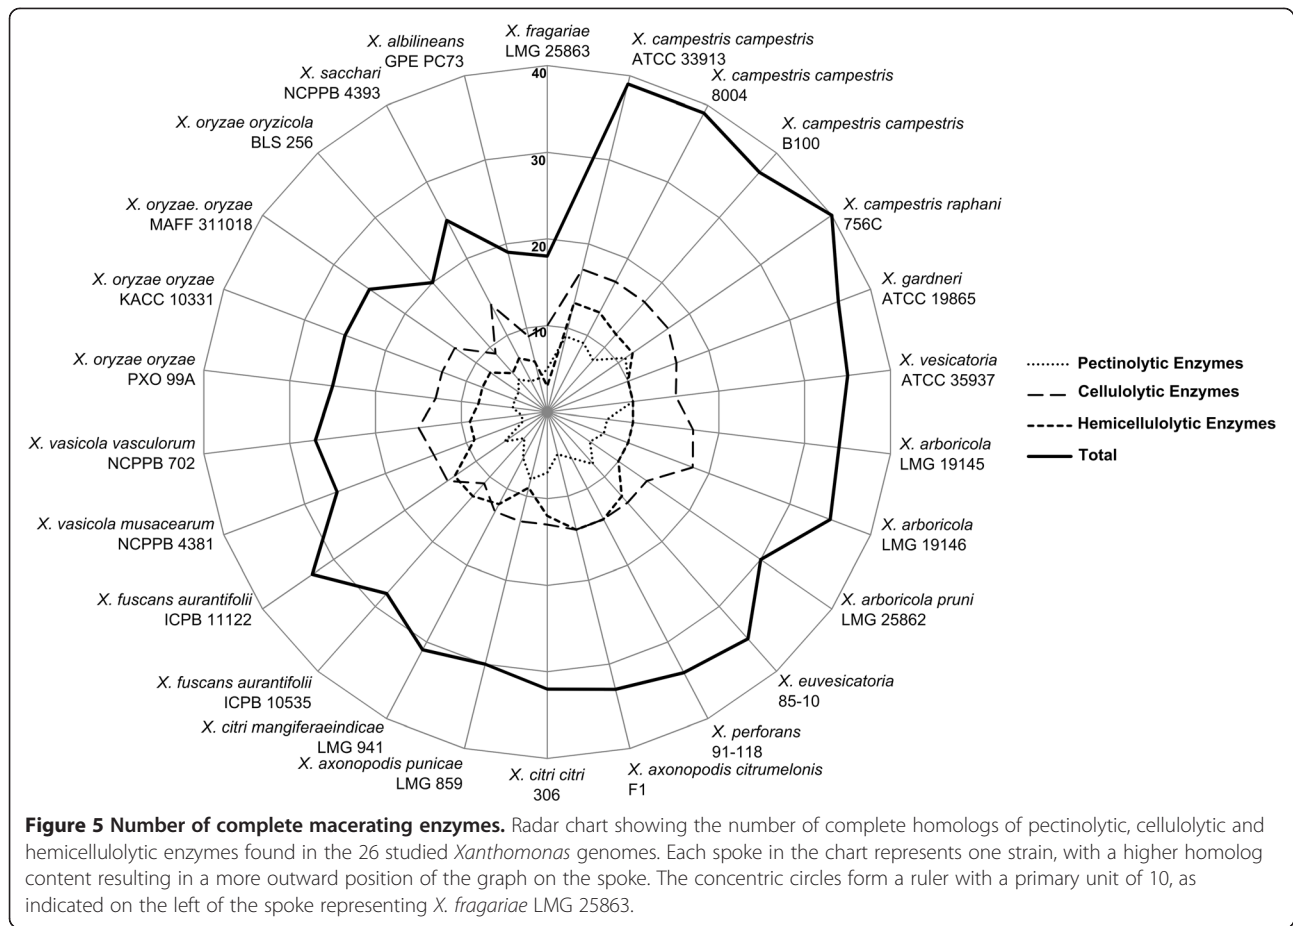 X. fragariae
LMG 25863
X. campestris campestris
ATCC 33913
X. campestris campestris
8004
X. campestris campestris
B100
X. campestris raphani
756C
X. gardneri
ATCC 19865
X. vesicatoria
ATCC 35937
X. arboricola
LMG 19145
X. arboricola
LMG 19146
X. arboricola pruni
LMG 25862
X. euvesicatoria
85-10
X. perforans
91-118
X. axonopodis citrumelonis
F1
X. citri citri
306
X. axonopodis punicae
LMG 859
X. citri mangiferaeindicae
LMG 941
X. fuscans aurantifolii
ICPB 10535
X. fuscans aurantifolii
ICPB 11122
X. vasicola musacearum
NCPPB 4381
X. vasicola vasculorum
NCPPB 702
X. oryzae oryzae
PXO 99A
X. oryzae oryzae
KACC 10331
X. oryzae. oryzae
MAFF 311018
X. oryzae oryzicola
BLS 256
X. sacchari
NCPPB 4393
X. albilineans
GPE PC73
40
30
20
10
Pectinolytic Enzymes
Cellulolytic Enzymes
Hemicellulolytic Enzymes
Total
Figure 5 Number of complete macerating enzymes. Radar chart showing the number of complete homologs of pectinolytic, cellulolytic and
hemicellulolytic enzymes found in the 26 studied Xanthomonas genomes. Each spoke in the chart represents one strain, with a higher homolog
content resulting in a more outward position of the graph on the spoke. The concentric circles form a ruler with a primary unit of 10, as
indicated on the left of the spoke representing X. fragariae LMG 25863.